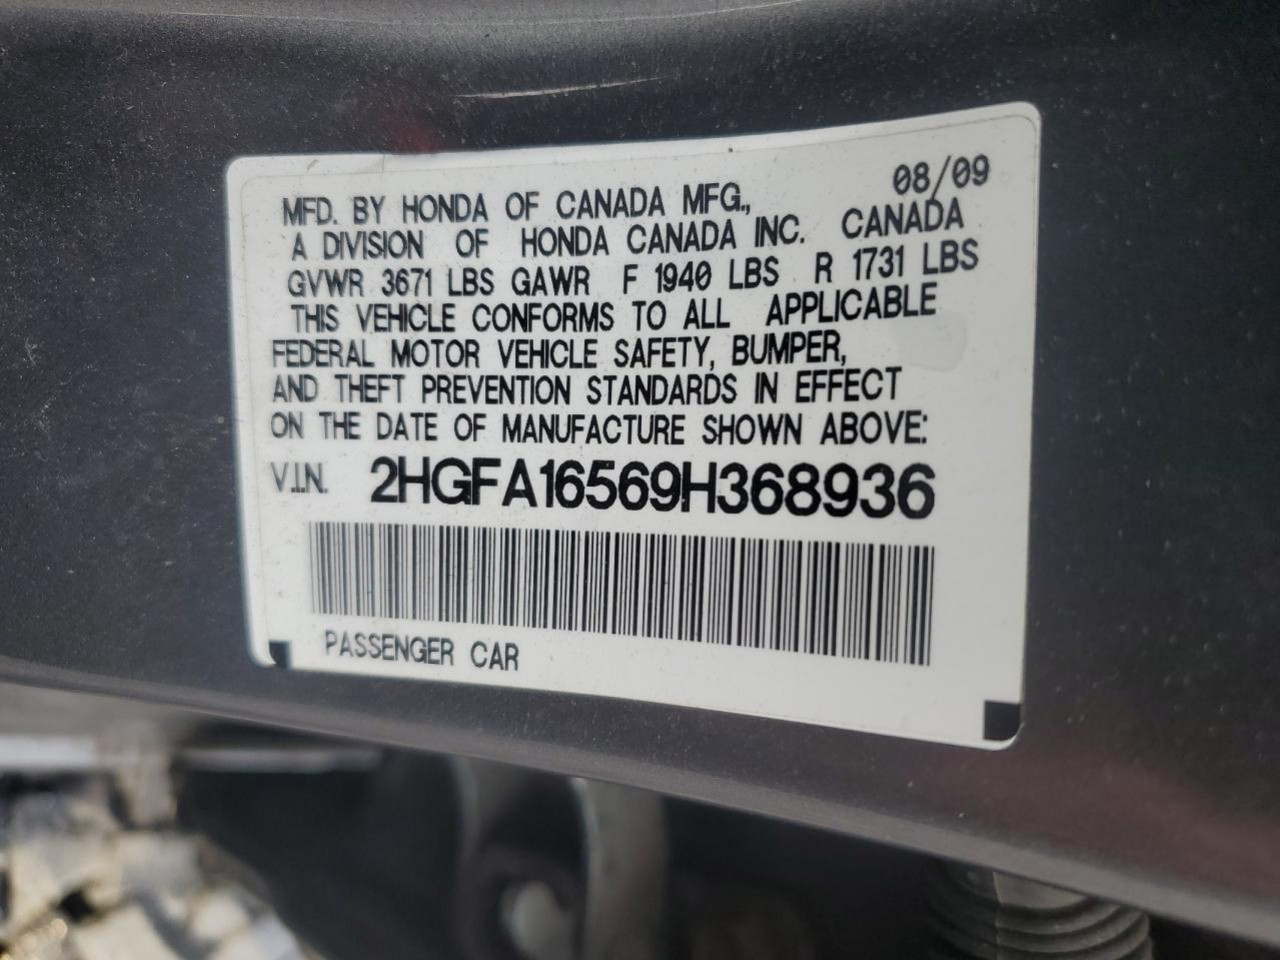 08/09
MFD. BY HONDA OF CANADA MFG.,
A DIVISION OF HONDA CANADA INC. CANADA
GVWR 3671 LBS GAWR F 1940 LBS R 1731 LBS
THIS VEHICLE CONFORMS TO ALL APPLICABLE
FEDERAL MOTOR VEHICLE SAFETY, BUMPER,
AND THEFT PREVENTION STANDARDS IN EFFECT
ON THE DATE OF MANUFACTURE SHOWN ABOVE:
V.I.N. 2HGFA16569H368936
PASSENGER CAR